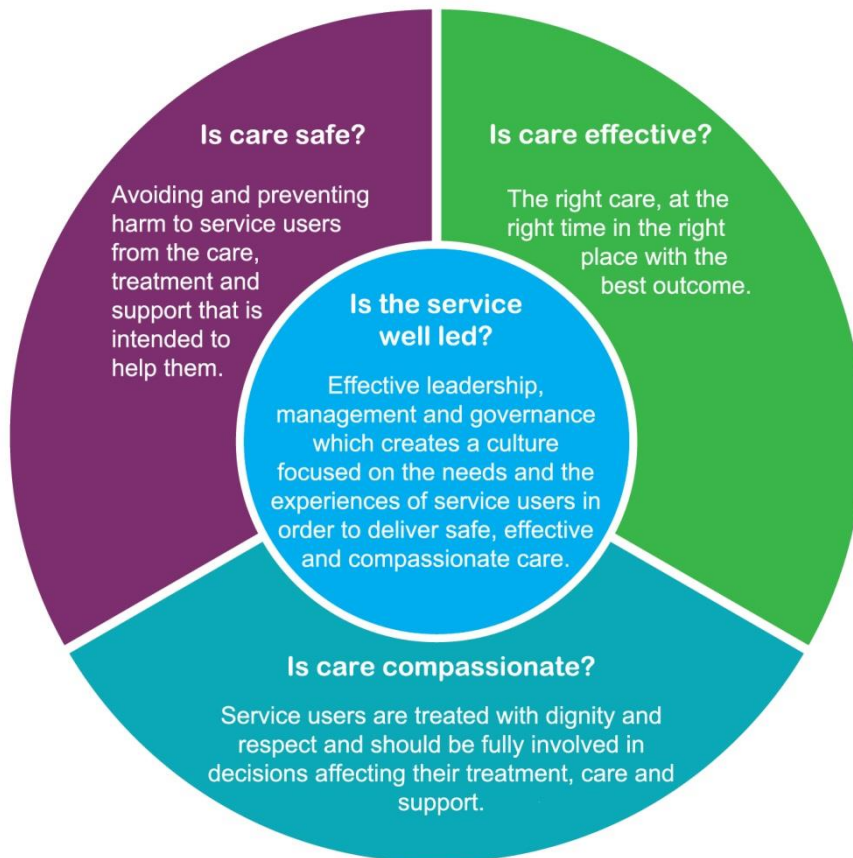 Is care safe?
Avoiding and preventing
harm to service users
from the care,
treatment and
support that is
intended to
help them.
Is care effective?
The right care, at the
right time in the right
place with the
best outcome.
Is the service
well led?
Effective leadership,
management and governance
which creates a culture
focused on the needs and the
experiences of service users in
order to deliver safe, effective
and compassionate care.
Is care compassionate?
Service users are treated with dignity and
respect and should be fully involved in
decisions affecting their treatment, care and
support.